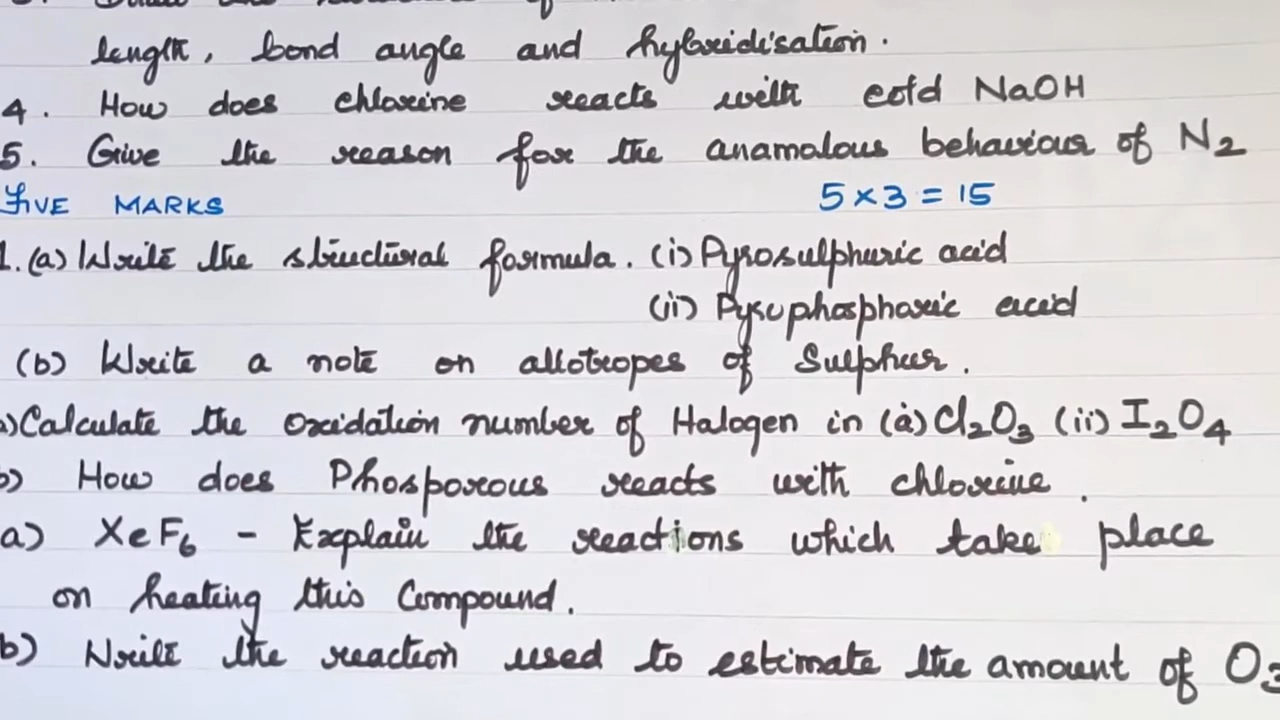 length, bond angle and hybridisation.
4. How does chlorine reacts with cold NaOH
5. Give the reason for the anamalous behaviour of N2
FIVE MARKS 5 × 3 = 15
1. (a) Write the structural formula. (i) Pyrosulphuric acid
(ii) Pyrophosphoric acid
(b) Write a note on allotropes of Sulphur.
a) Calculate the Oxidation number of Halogen in (i) Cl2O3 (ii) I2O4
b) How does Phosporous reacts with chlorine.
a) XeF6 - Explain the reactions which take place
on heating this Compound.
b) Write the reaction used to estimate the amount of O3